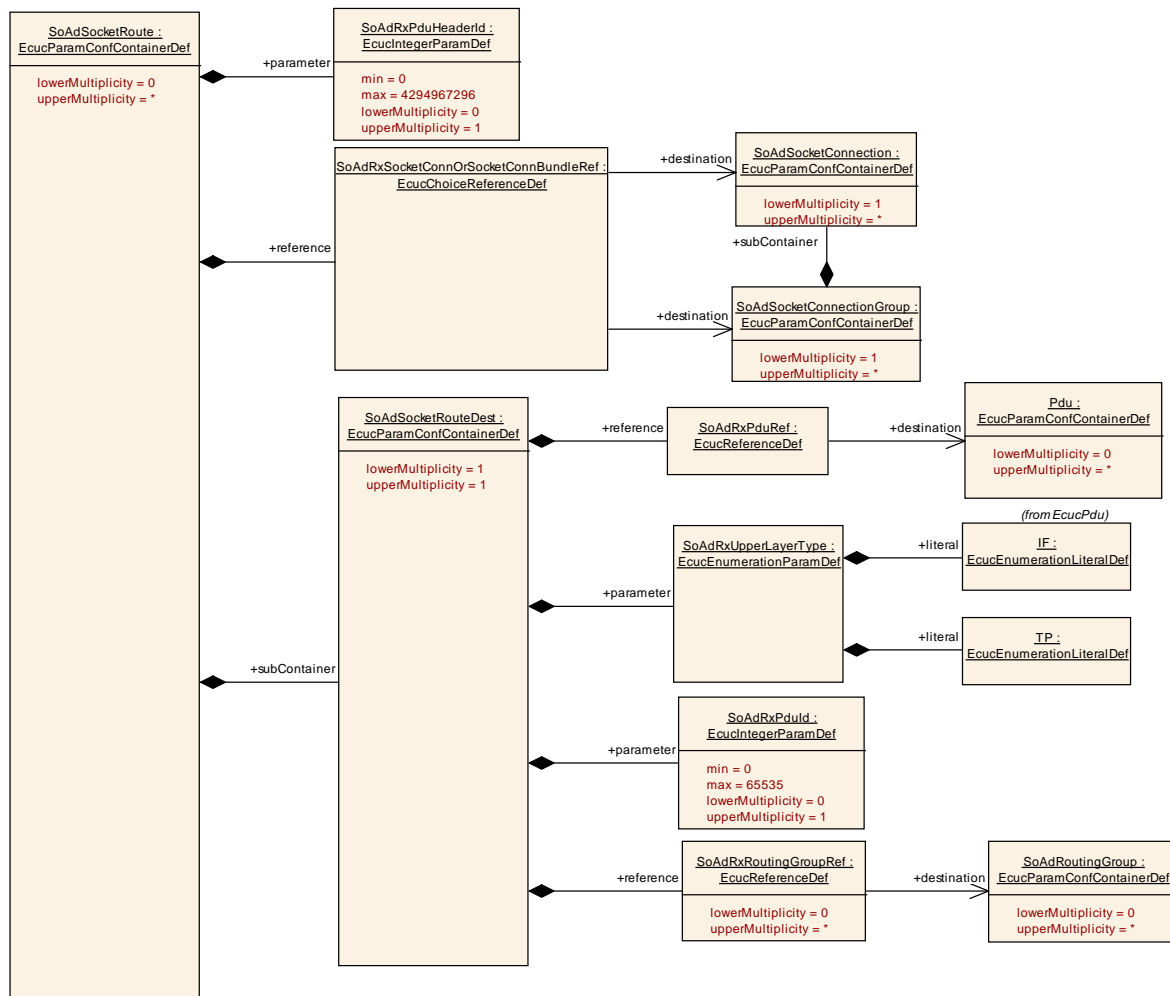 SoAdSocketRoute :
EcucParamConfContainerDef
lowerMultiplicity = 0
upperMultiplicity = *
+parameter
SoAdRxPduHeaderId :
EcucIntegerParamDef
min = 0
max = 4294967296
lowerMultiplicity = 0
upperMultiplicity = 1
+reference
SoAdRxSocketConnOrSocketConnBundleRef :
EcucChoiceReferenceDef
+destination
SoAdSocketConnection :
EcucParamConfContainerDef
lowerMultiplicity = 1
upperMultiplicity = *
+subContainer
+destination
SoAdSocketConnectionGroup :
EcucParamConfContainerDef
lowerMultiplicity = 1
upperMultiplicity = *
+subContainer
SoAdSocketRouteDest :
EcucParamConfContainerDef
lowerMultiplicity = 1
upperMultiplicity = 1
+reference
SoAdRxPduRef :
EcucReferenceDef
+destination
Pdu :
EcucParamConfContainerDef
lowerMultiplicity = 0
upperMultiplicity = *
(from EcucPdu)
+parameter
SoAdRxUpperLayerType :
EcucEnumerationParamDef
+literal
IF :
EcucEnumerationLiteralDef
+literal
TP :
EcucEnumerationLiteralDef
+parameter
SoAdRxPduId :
EcucIntegerParamDef
min = 0
max = 65535
lowerMultiplicity = 0
upperMultiplicity = 1
+reference
SoAdRxRoutingGroupRef :
EcucReferenceDef
lowerMultiplicity = 0
upperMultiplicity = *
+destination
SoAdRoutingGroup :
EcucParamConfContainerDef
lowerMultiplicity = 0
upperMultiplicity = *